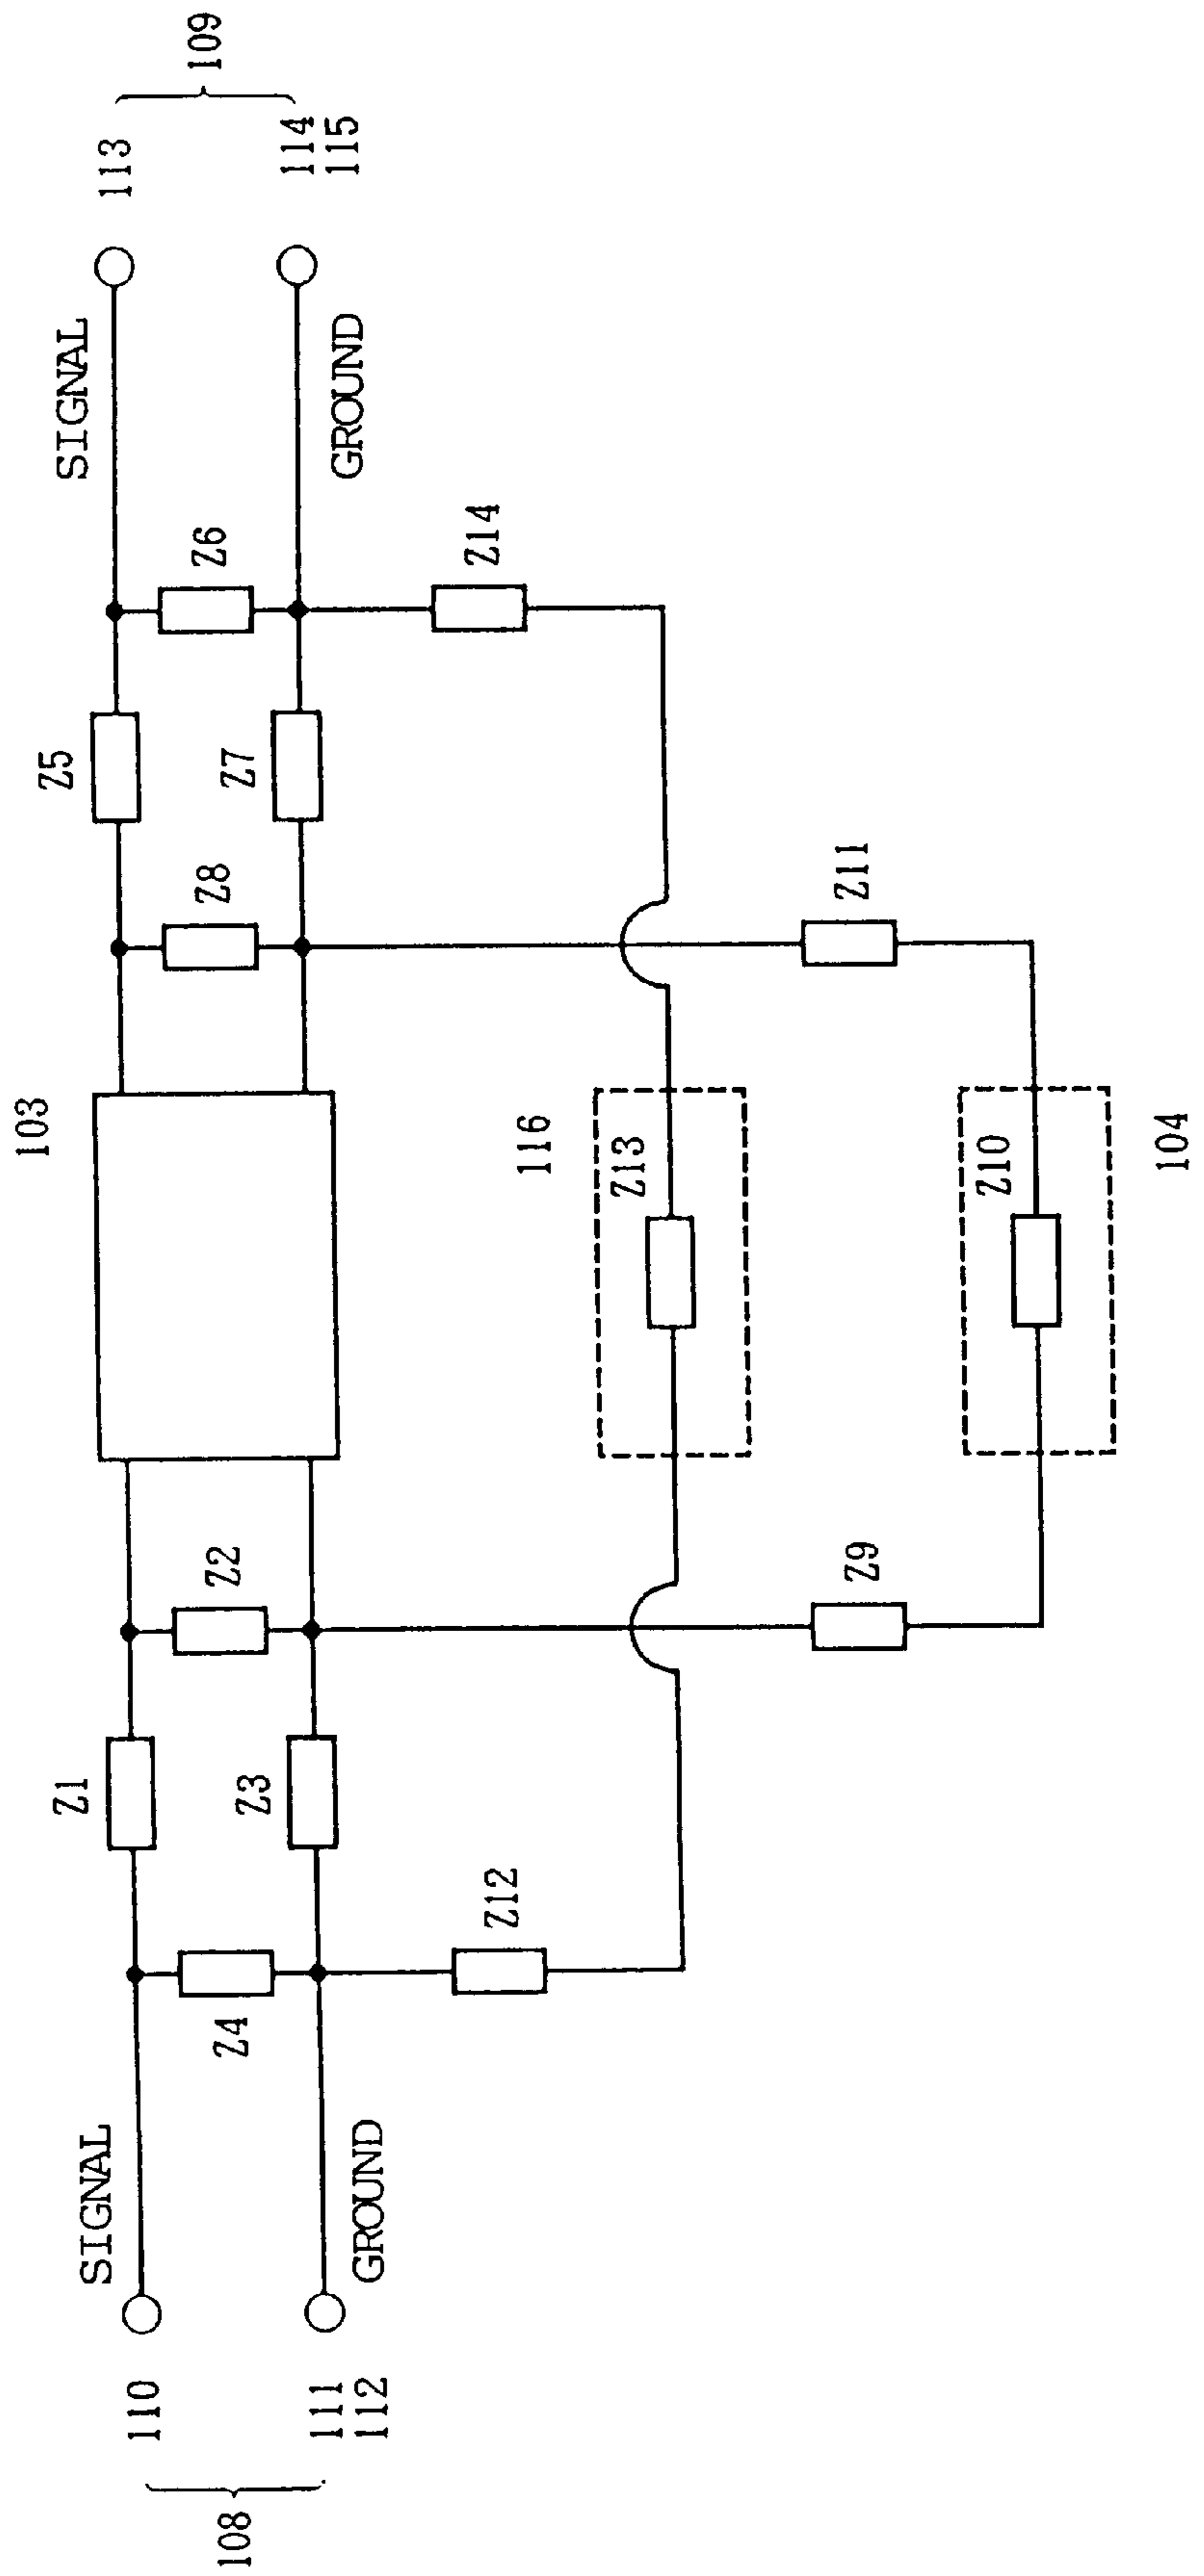 103
SIGNAL
SIGNAL
110
113
Z1
Z5
Z4
Z2
Z8
Z6
108
109
Z3
Z7
111
112
114
115
GROUND
GROUND
Z12
Z14
116
Z13
Z9
Z11
Z10
104